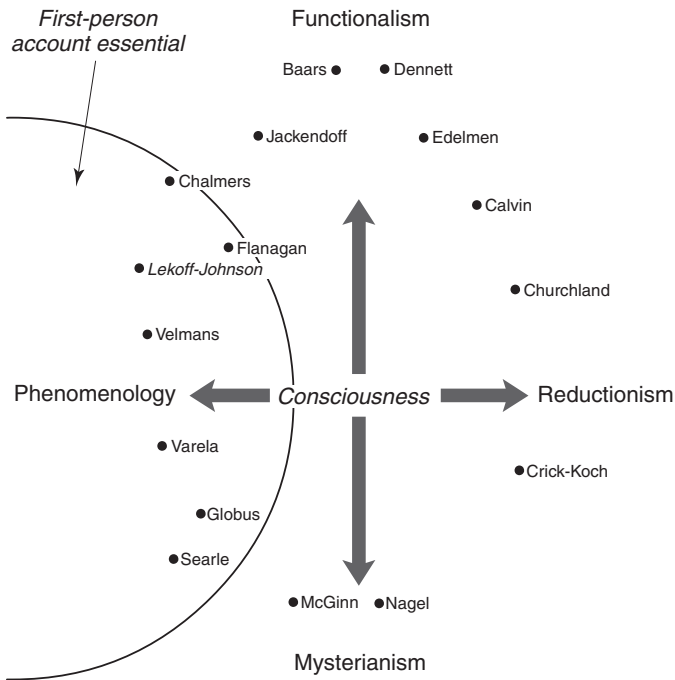 First-person
account essential
Functionalism
Baars
Dennett
Jackendoff
Edelmen
Chalmers
Calvin
Flanagan
Lekoff-Johnson
Churchland
Velmans
Phenomenology
Consciousness
Reductionism
Varela
Crick-Koch
Globus
Searle
McGinn
Nagel
Mysterianism